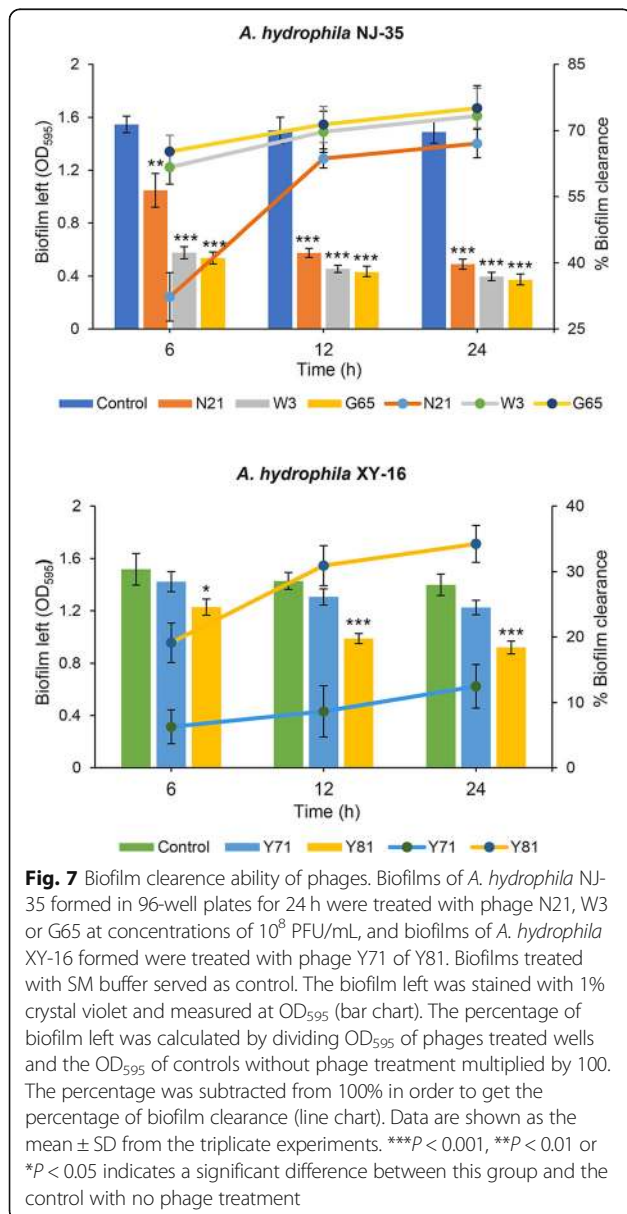 A. hydrophila NJ-35
2
1.6
1.2
0.8
0.4
0
Biofilm left (OD595)
85
70
55
40
25
% Biofilm clearance
** *** ***
*** *** ***
*** *** ***
6 12 24
Time (h)
Control N21 W3 G65 N21 W3 G65
A. hydrophila XY-16
2
1.6
1.2
0.8
0.4
0
Biofilm left (OD595)
40
30
20
10
0
% Biofilm clearance
*
***
***
6 12 24
Time (h)
Control Y71 Y81 Y71 Y81
Fig. 7 Biofilm clearence ability of phages. Biofilms of A. hydrophila NJ-
35 formed in 96-well plates for 24 h were treated with phage N21, W3
or G65 at concentrations of 10⁸ PFU/mL, and biofilms of A. hydrophila
XY-16 formed were treated with phage Y71 of Y81. Biofilms treated
with SM buffer served as control. The biofilm left was stained with 1%
crystal violet and measured at OD595 (bar chart). The percentage of
biofilm left was calculated by dividing OD595 of phages treated wells
and the OD595 of controls without phage treatment multiplied by 100.
The percentage was subtracted from 100% in order to get the
percentage of biofilm clearance (line chart). Data are shown as the
mean ± SD from the triplicate experiments. ***P < 0.001, **P < 0.01 or
*P < 0.05 indicates a significant difference between this group and the
control with no phage treatment